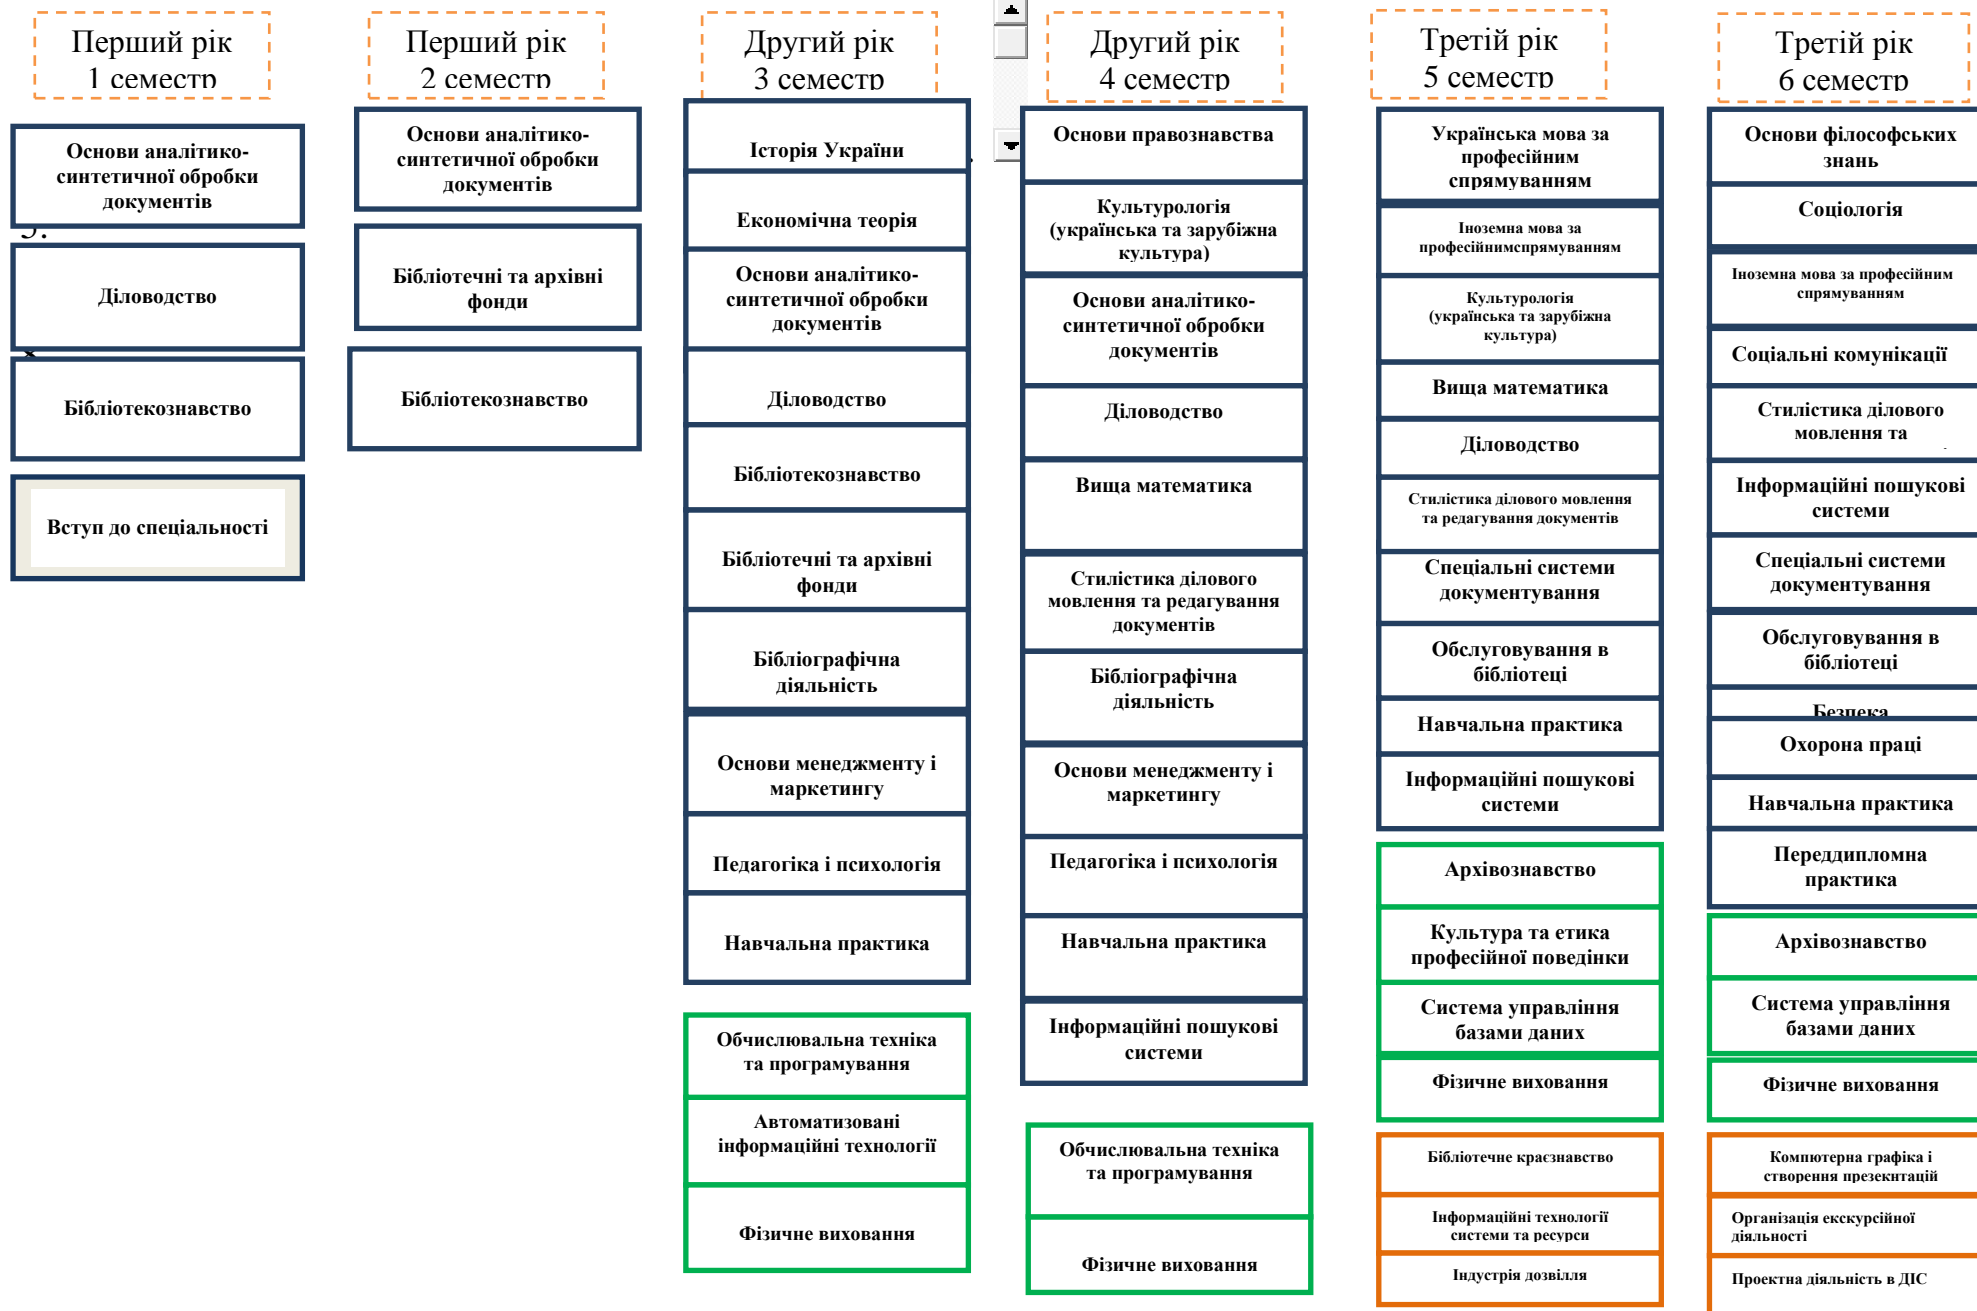 Перший рік
1 семестр
Основи аналітико-
синтетичної обробки
документів
Діловодство
Бібліотекознавство
Вступ до спеціальності
Перший рік
2 семестр
Основи аналітико-
синтетичної обробки
документів
Бібліотечні та архівні
фонди
Бібліотекознавство
Другий рік
3 семестр
Історія України
Економічна теорія
Основи аналітико-
синтетичної обробки
документів
Діловодство
Бібліотекознавство
Бібліотечні та архівні
фонди
Бібліографічна
діяльність
Основи менеджменту і
маркетингу
Педагогіка і психологія
Навчальна практика
Обчислювальна техніка
та програмування
Автоматизовані
інформаційні технології
Фізичне виховання
Другий рік
4 семестр
Основи правознавства
Культурологія
(українська та зарубіжна
культура)
Основи аналітико-
синтетичної обробки
документів
Діловодство
Вища математика
Стилістика ділового
мовлення та редагування
документів
Бібліографічна
діяльність
Основи менеджменту і
маркетингу
Педагогіка і психологія
Навчальна практика
Інформаційні пошукові
системи
Обчислювальна техніка
та програмування
Фізичне виховання
Третій рік
5 семестр
Українська мова за
професійним
спрямуванням
Іноземна мова за
професійнимспрямуванням
Культурологія
(українська та зарубіжна
культура)
Вища математика
Діловодство
Стилістика ділового мовлення
та редагування документів
Спеціальні системи
документування
Обслуговування в
бібліотеці
Навчальна практика
Інформаційні пошукові
системи
Архівознавство
Культура та етика
професійної поведінки
Система управління
базами даних
Фізичне виховання
Бібліотечне краєзнавство
Інформаційні технології
системи та ресурси
Індустрія дозвілля
Третій рік
6 семестр
Основи філософських
знань
Соціологія
Іноземна мова за професійним
спрямуванням
Соціальні комунікації
Стилістика ділового
мовлення та
Інформаційні пошукові
системи
Спеціальні системи
документування
Обслуговування в
бібліотеці
Безпека
Охорона праці
Навчальна практика
Переддипломна
практика
Архівознавство
Система управління
базами даних
Фізичне виховання
Компютерна графіка і
створення презекнтацій
Організація екскурсійної
діяльності
Проектна діяльність в ДІС